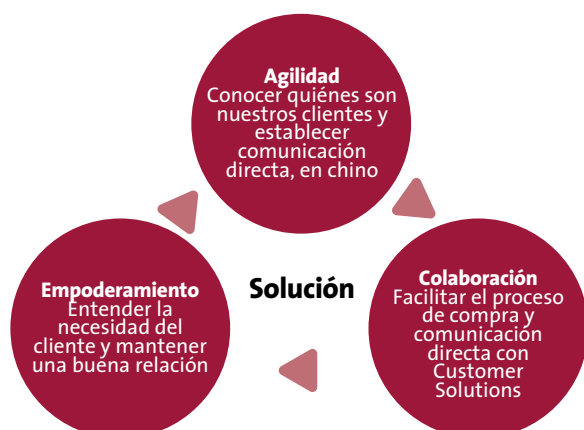 Agilidad
Conocer quiénes son
nuestros clientes y
establecer
comunicación
directa, en chino
Empoderamiento
Entender la
necesidad del
cliente y mantener
una buena relación
Solución
Colaboración
Facilitar el proceso
de compra y
comunicación
directa con
Customer
Solutions